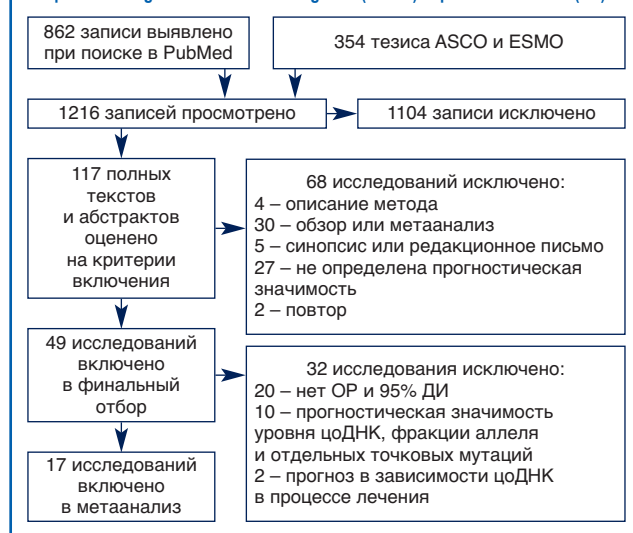 862 записи выявлено
при поиске в PubMed
354 тезиса ASCO и ESMO
1216 записей просмотрено
1104 записи исключено
117 полных
текстов
и абстрактов
оценено
на критерии
включения
68 исследований исключено:
4 – описание метода
30 – обзор или метаанализ
5 – синопсис или редакционное письмо
27 – не определена прогностическая
значимость
2 – повтор
49 исследований
включено
в финальный
отбор
32 исследования исключено:
20 – нет ОР и 95% ДИ
10 – прогностическая значимость
уровня цоДНК, фракции аллеля
и отдельных точковых мутаций
2 – прогноз в зависимости цоДНК
в процессе лечения
17 исследований
включено
в метаанализ